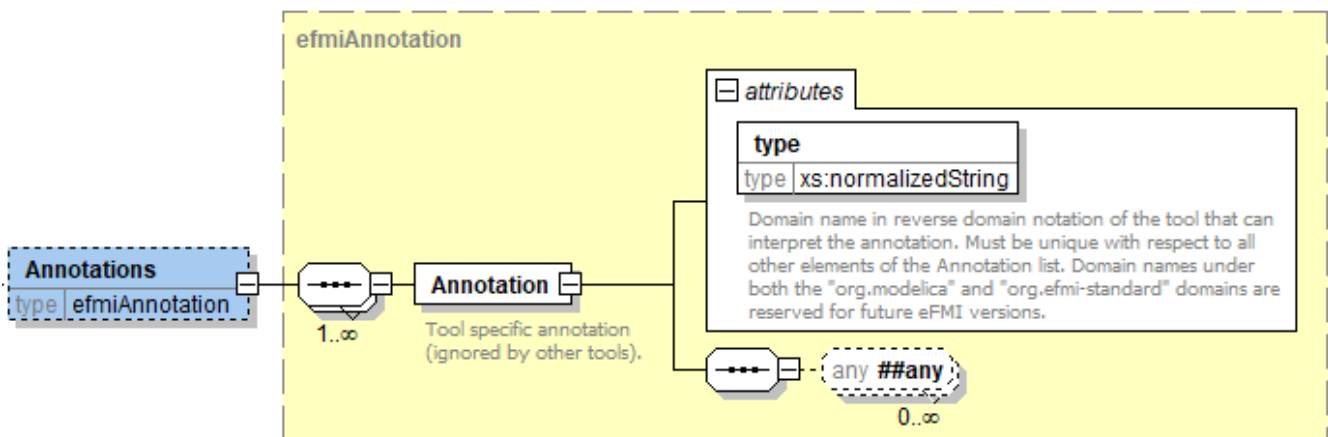 efmiAnnotation
attributes
type
type xs:normalizedString
Domain name in reverse domain notation of the tool that can
interpret the annotation. Must be unique with respect to all
other elements of the Annotation list. Domain names under
both the "org.modelica" and "org.efmi-standard" domains are
reserved for future eFMI versions.
Annotations
type efmiAnnotation
1..∞
Annotation
Tool specific annotation
(ignored by other tools).
any ##any
0..∞